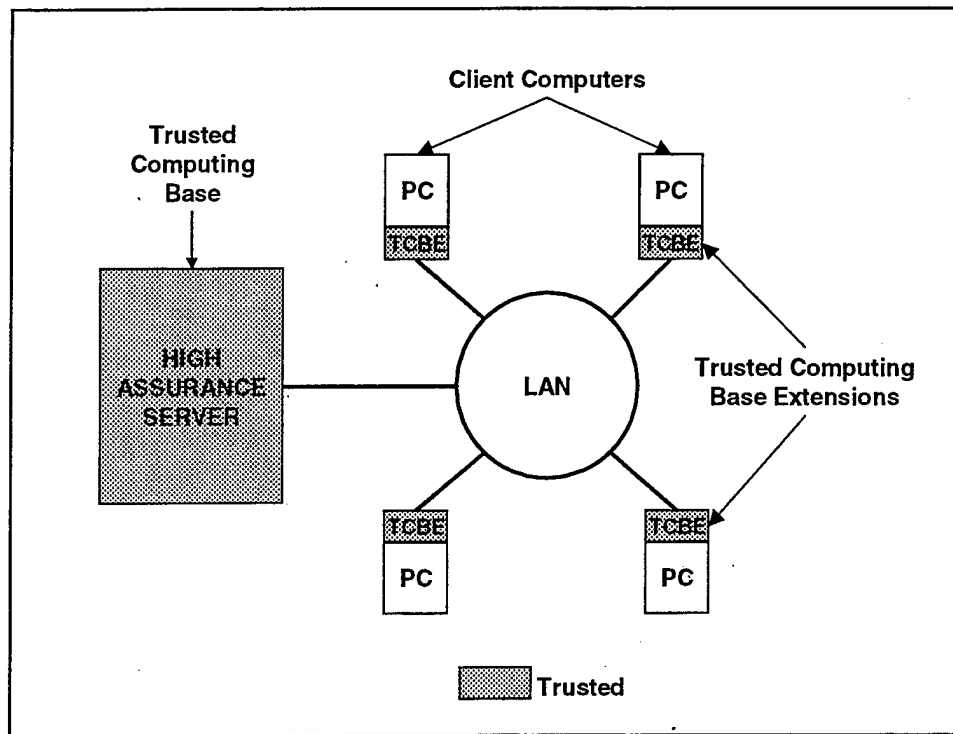 Client Computers
Trusted
Computing
Base
PC
TCBE
PC
TCBE
HIGH
ASSURANCE
SERVER
LAN
Trusted Computing
Base Extensions
TCBE
PC
TCBE
PC
Trusted